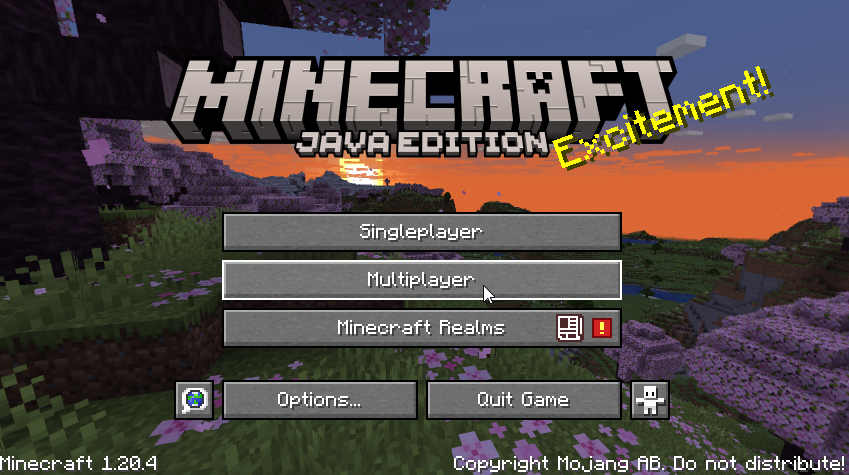 MINECRAFT
JAVA EDITION
Excitement!
Singleplayer
Multiplayer
Minecraft Realms
!
Options...
Quit Game
Minecraft 1.20.4
Copyright Mojang AB. Do not distribute!